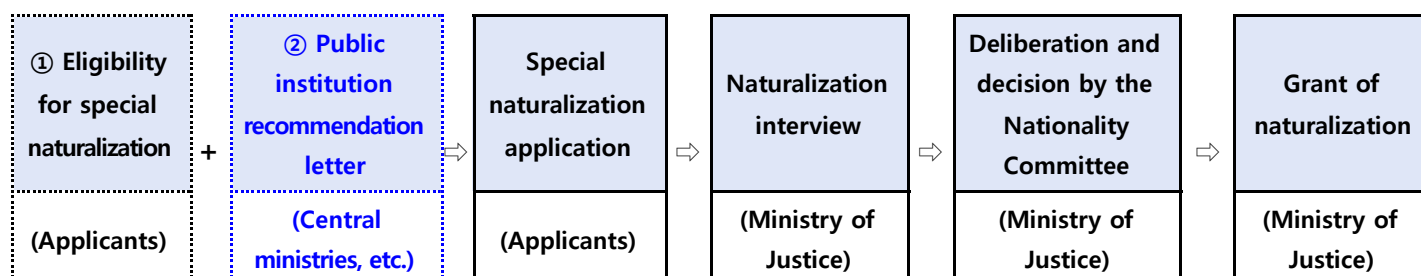 ① Eligibility
for special
naturalization
(Applicants)
+
② Public
institution
recommendation
letter
(Central
ministries, etc.)
⇨
Special
naturalization
application
(Applicants)
⇨
Naturalization
interview
(Ministry of
Justice)
⇨
Deliberation and
decision by the
Nationality
Committee
(Ministry of
Justice)
⇨
Grant of
naturalization
(Ministry of
Justice)